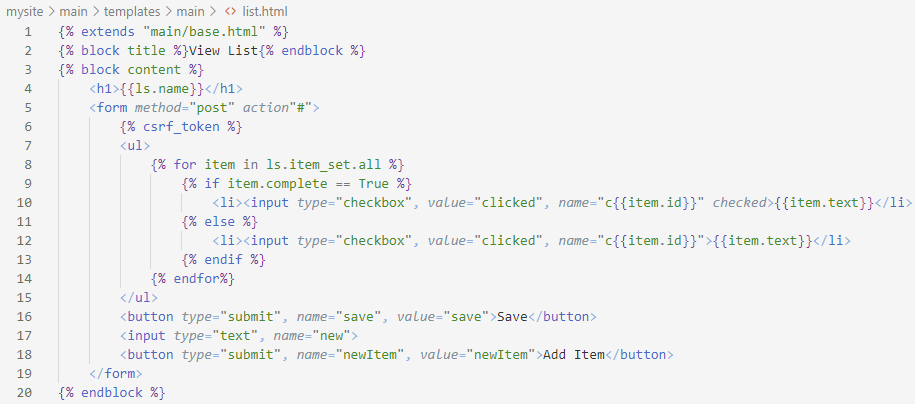 mysite > main > templates > main > <> list.html
1 {% extends "main/base.html" %}
2 {% block title %}View List{% endblock %}
3 {% block content %}
4 <h1>{{ls.name}}</h1>
5 <form method="post" action"#">
6 {% csrf_token %}
7 <ul>
8 {% for item in ls.item_set.all %}
9 {% if item.complete == True %}
10 <li><input type="checkbox", value="clicked", name="c{{item.id}}" checked>{{item.text}}</li>
11 {% else %}
12 <li><input type="checkbox", value="clicked", name="c{{item.id}}">{{item.text}}</li>
13 {% endif %}
14 {% endfor%}
15 </ul>
16 <button type="submit", name="save", value="save">Save</button>
17 <input type="text", name="new">
18 <button type="submit", name="newItem", value="newItem">Add Item</button>
19 </form>
20 {% endblock %}